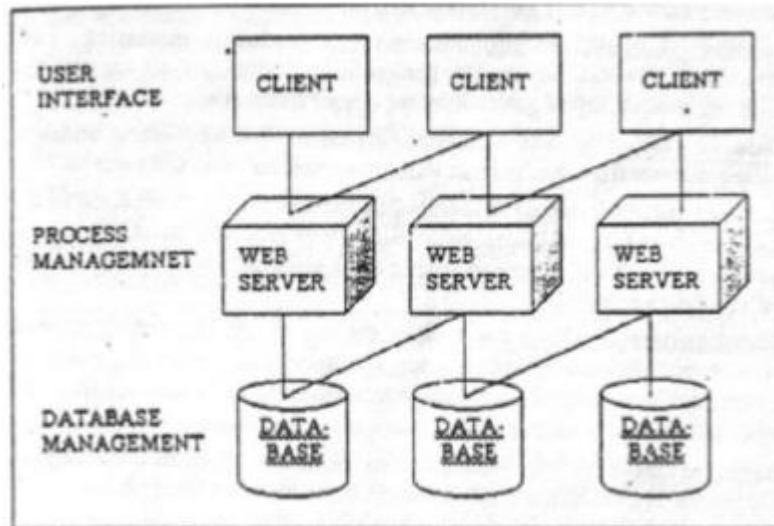 USER
INTERFACE
CLIENT
CLIENT
CLIENT
PROCESS
MANAGEMNET
WEB
SERVER
WEB
SERVER
WEB
SERVER
DATABASE
MANAGEMENT
DATA-
BASE
DATA-
BASE
DATA-
BASE